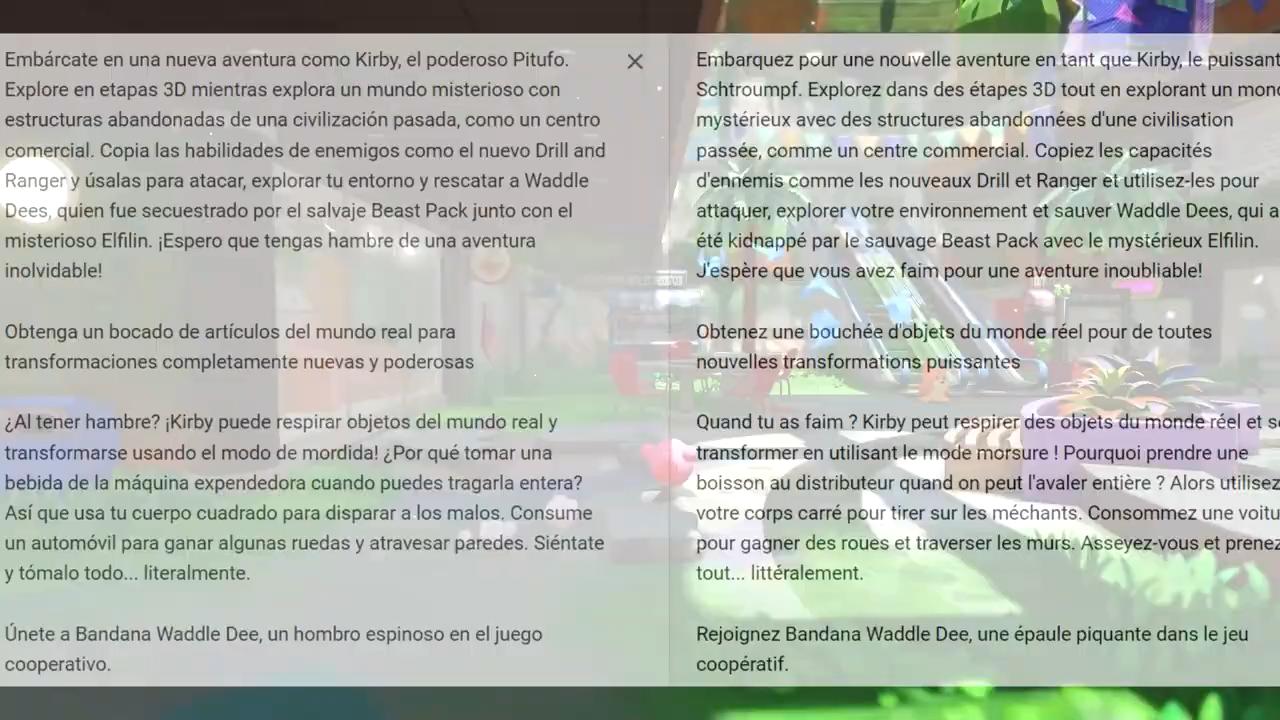 Embárcate en una nueva aventura como Kirby, el poderoso Pitufo.
Explore en etapas 3D mientras explora un mundo misterioso con
estructuras abandonadas de una civilización pasada, como un centro
comercial. Copia las habilidades de enemigos como el nuevo Drill and
Ranger y úsalas para atacar, explorar tu entorno y rescatar a Waddle
Dees, quien fue secuestrado por el salvaje Beast Pack junto con el
misterioso Elfilin. ¡Espero que tengas hambre de una aventura
inolvidable!
Obtenga un bocado de artículos del mundo real para
transformaciones completamente nuevas y poderosas
¿Al tener hambre? ¡Kirby puede respirar objetos del mundo real y
transformarse usando el modo de mordida! ¿Por qué tomar una
bebida de la máquina expendedora cuando puedes tragarla entera?
Así que usa tu cuerpo cuadrado para disparar a los malos. Consume
un automóvil para ganar algunas ruedas y atravesar paredes. Siéntate
y tómalo todo... literalmente.
Únete a Bandana Waddle Dee, un hombro espinoso en el juego
cooperativo.
Embarquez pour une nouvelle aventure en tant que Kirby, le puissant
Schtroumpf. Explorez dans des étapes 3D tout en explorant un mond
mystérieux avec des structures abandonnées d'une civilisation
passée, comme un centre commercial. Copiez les capacités
d'ennemis comme les nouveaux Drill et Ranger et utilisez-les pour
attaquer, explorer votre environnement et sauver Waddle Dees, qui a
été kidnappé par le sauvage Beast Pack avec le mystérieux Elfilin.
J'espère que vous avez faim pour une aventure inoubliable!
Obtenez une bouchée d'objets du monde réel pour de toutes
nouvelles transformations puissantes
Quand tu as faim ? Kirby peut respirer des objets du monde réel et se
transformer en utilisant le mode morsure ! Pourquoi prendre une
boisson au distributeur quand on peut l'avaler entière ? Alors utilisez
votre corps carré pour tirer sur les méchants. Consommez une voitu
pour gagner des roues et traverser les murs. Asseyez-vous et prenez
tout... littéralement.
Rejoignez Bandana Waddle Dee, une épaule piquante dans le jeu
coopératif.